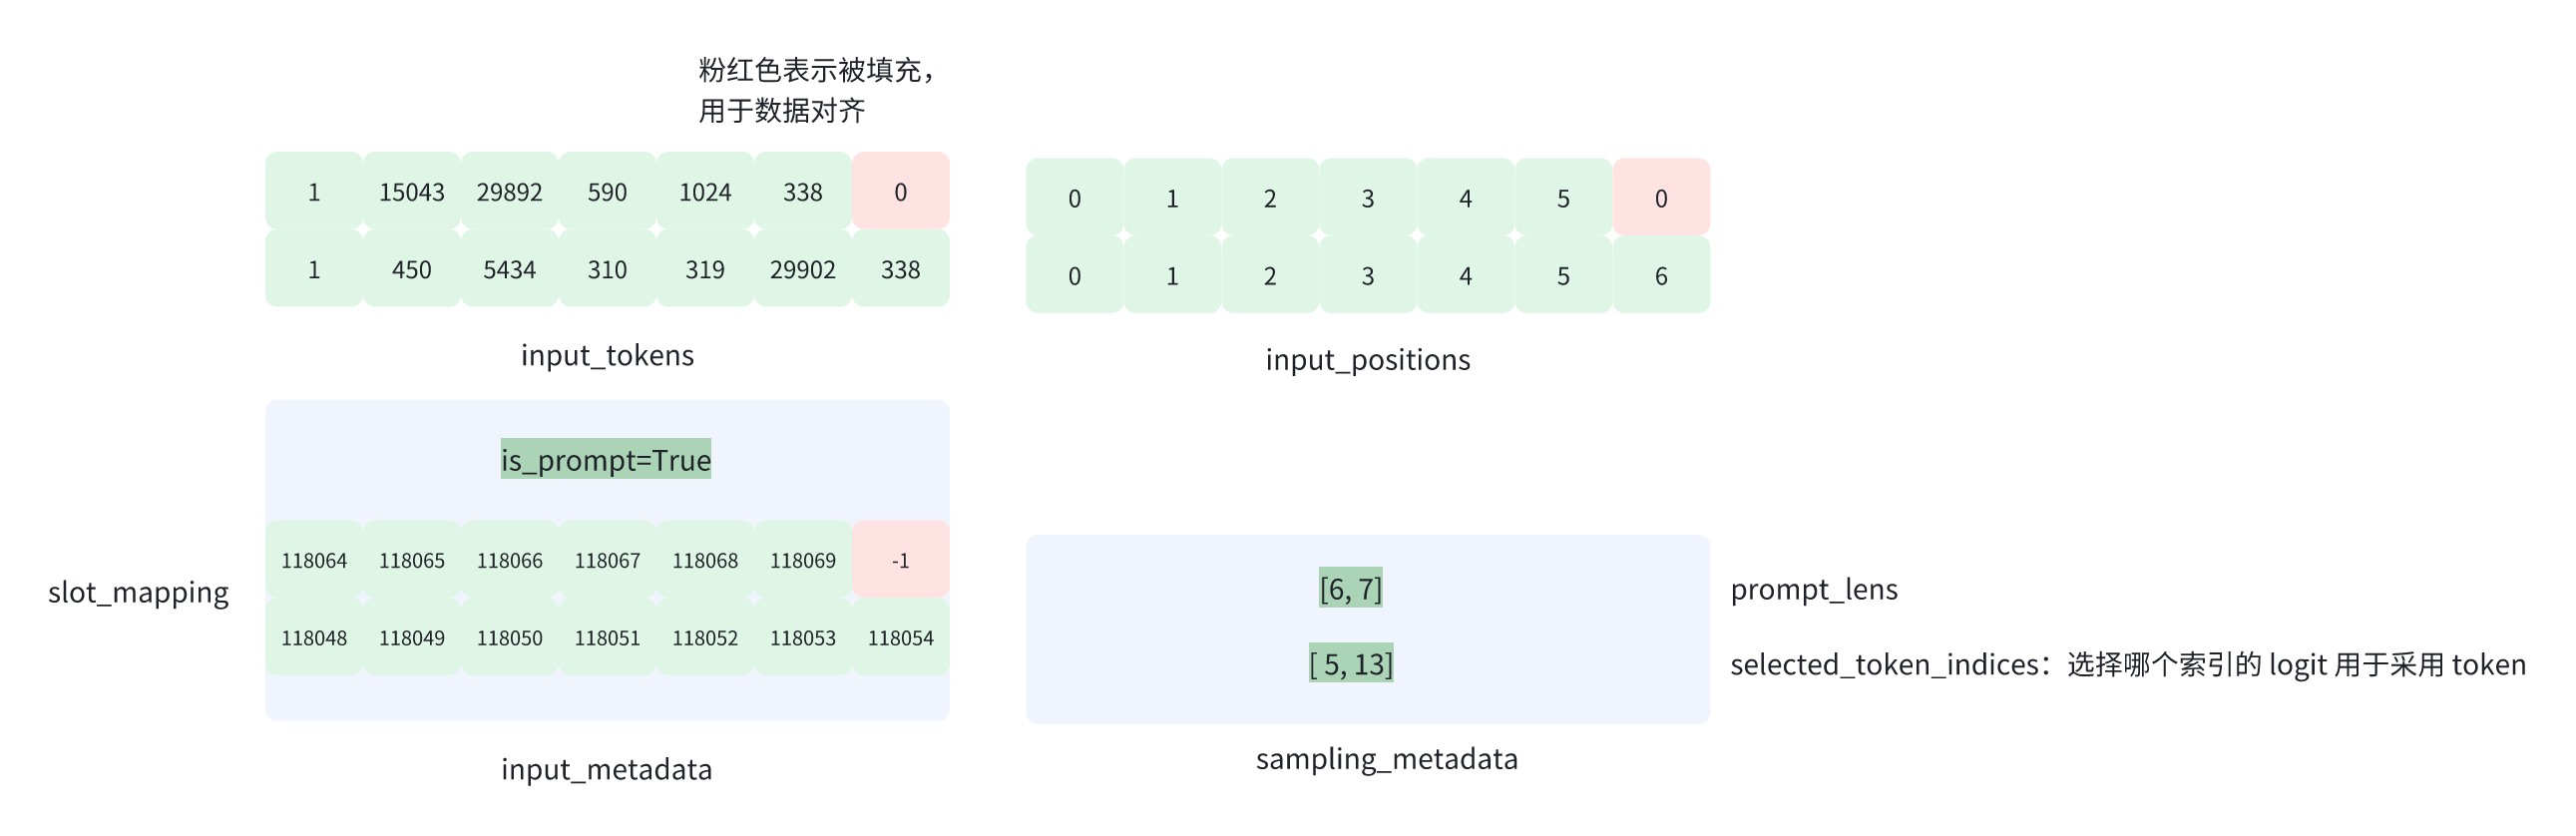 粉红色表示被填充，
用于数据对齐
1 15043 29892 590 1024 338 0
1 450 5434 310 319 29902 338
input_tokens
0 1 2 3 4 5 0
0 1 2 3 4 5 6
input_positions
is_prompt=True
slot_mapping
118064 118065 118066 118067 118068 118069 -1
118048 118049 118050 118051 118052 118053 118054
input_metadata
[6, 7]
prompt_lens
[ 5, 13]
selected_token_indices：选择哪个索引的 logit 用于采用 token
sampling_metadata